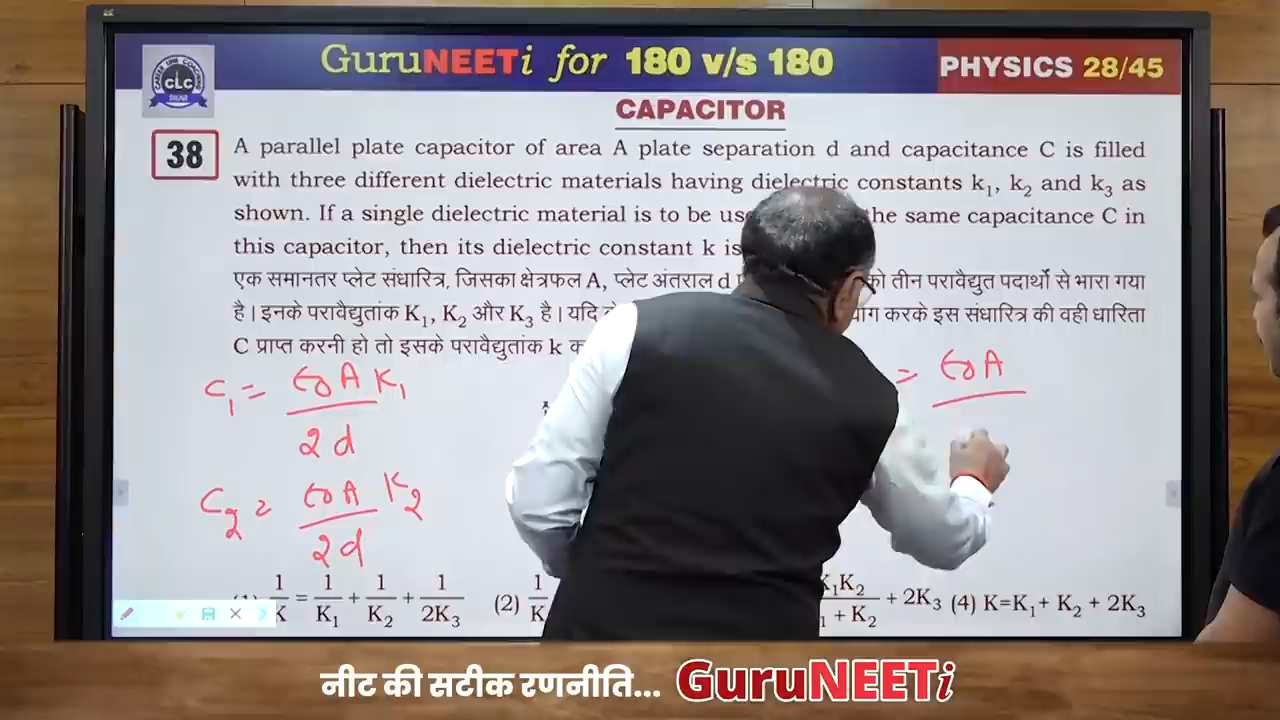 GuruNEETi for 180 v/s 180
PHYSICS 28/45
CLC
CAPACITOR
38
A parallel plate capacitor of area A plate separation d and capacitance C is filled
with three different dielectric materials having dielectric constants k₁, k₂ and k₃ as
shown. If a single dielectric material is to be the same capacitance C in
this capacitor, then its dielectric constant k is
एक समानतर प्लेट संधारित्र, जिसका क्षेत्रफल A, प्लेट अंतराल d को तीन परावैद्युत पदार्थो से भारा गया
है। इनके परावैद्युतांक K₁, K₂ और K₃ है। यदि करके इस संधारित्र की वही धारिता
C प्राप्त करनी हो तो इसके परावैद्युतांक k
C₁ = ε₀A K₁
2d
= ε₀A
C₂ = ε₀A K₂
2d
1/K = 1/K₁ + 1/K₂ + 1/2K₃
(2) 1/K
K₁K₂ + 2K₃
+ K₂
(4) K=K₁+ K₂ + 2K₃
नीट की सटीक रणनीति... GuruNEETi